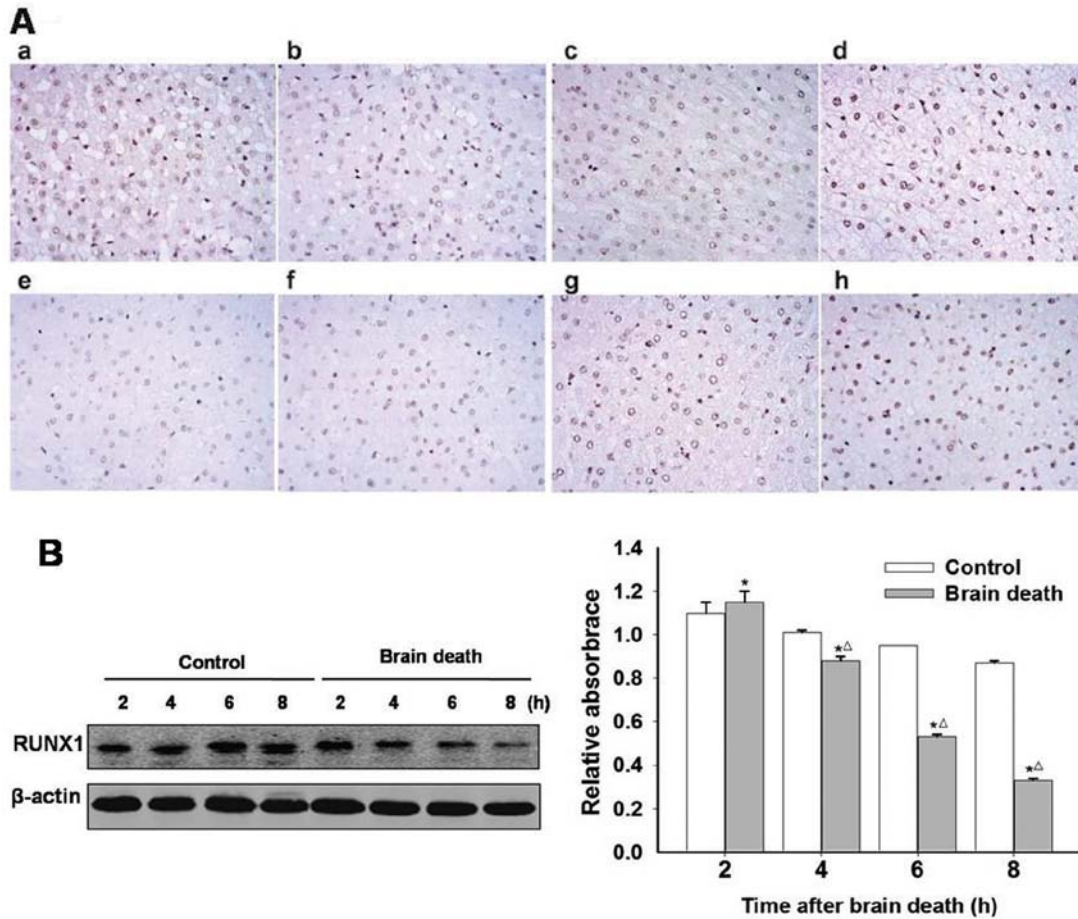 A
a b c d
e f g h
B
Control Brain death
2 4 6 8 2 4 6 8 (h)
RUNX1
β-actin
1.4
1.2
1.0
0.8
0.6
0.4
0.2
0.0
Relative absorbrace
Control
Brain death
*
*△
*△
*△
2 4 6 8
Time after brain death (h)